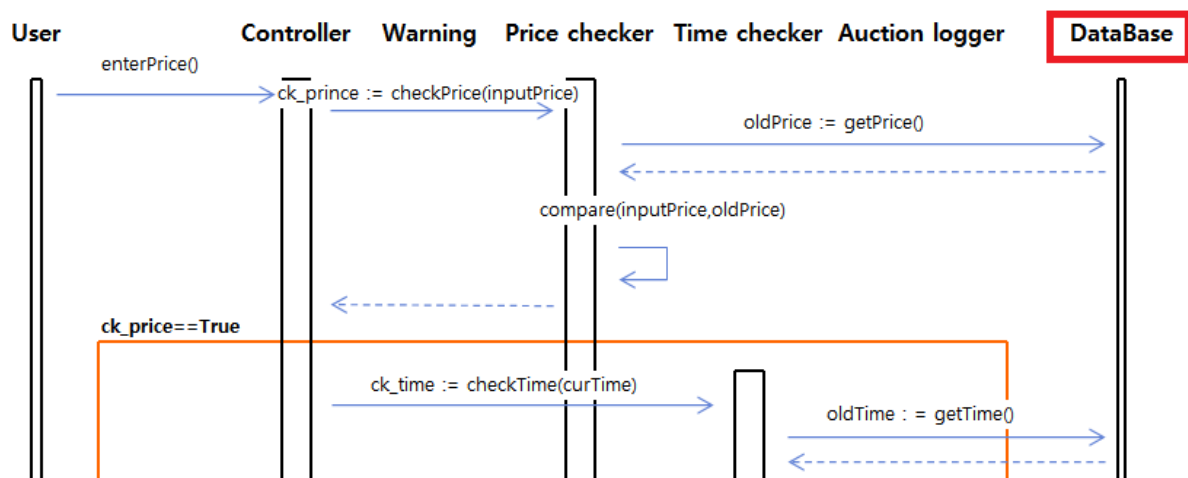 User Controller Warning Price checker Time checker Auction logger DataBase
enterPrice()
ck_prince := checkPrice(inputPrice)
oldPrice := getPrice()
compare(inputPrice,oldPrice)
ck_price==True
ck_time := checkTime(curTime)
oldTime : = getTime()